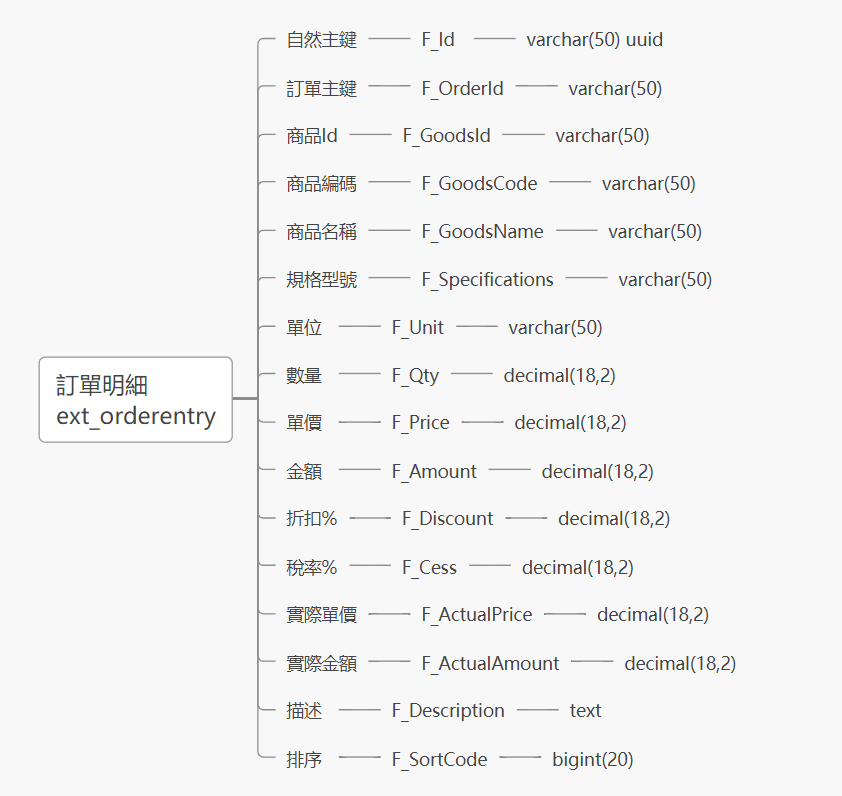 訂單明細
ext_orderentry
自然主鍵 F_Id varchar(50) uuid
訂單主鍵 F_OrderId varchar(50)
商品Id F_GoodsId varchar(50)
商品編碼 F_GoodsCode varchar(50)
商品名稱 F_GoodsName varchar(50)
規格型號 F_Specifications varchar(50)
單位 F_Unit varchar(50)
數量 F_Qty decimal(18,2)
單價 F_Price decimal(18,2)
金額 F_Amount decimal(18,2)
折扣% F_Discount decimal(18,2)
稅率% F_Cess decimal(18,2)
實際單價 F_ActualPrice decimal(18,2)
實際金額 F_ActualAmount decimal(18,2)
描述 F_Description text
排序 F_SortCode bigint(20)